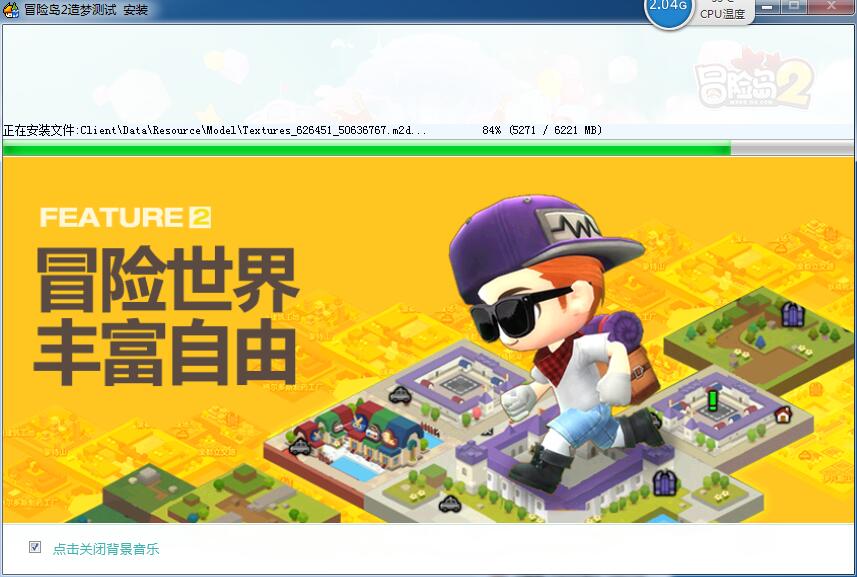 冒险岛2造梦测试 安装
2.04G
CPU温度
冒险岛2
正在安装文件:Client\Data\Resource\Model\Textures_626451_50636767.m2d...
84% (5271 / 6221 MB)
FEATURE 2
冒险世界
丰富自由
点击关闭背景音乐